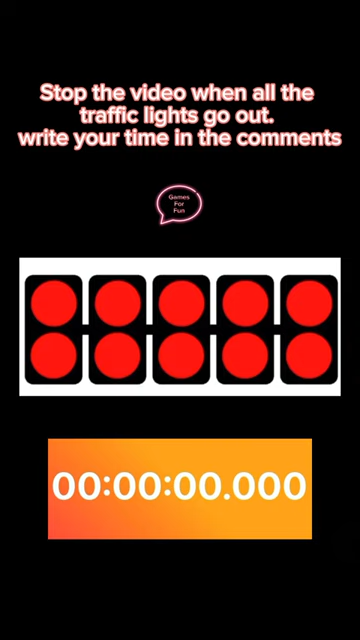 Stop the video when all the
traffic lights go out.
write your time in the comments
Games
For
Fun
00:00:00.000